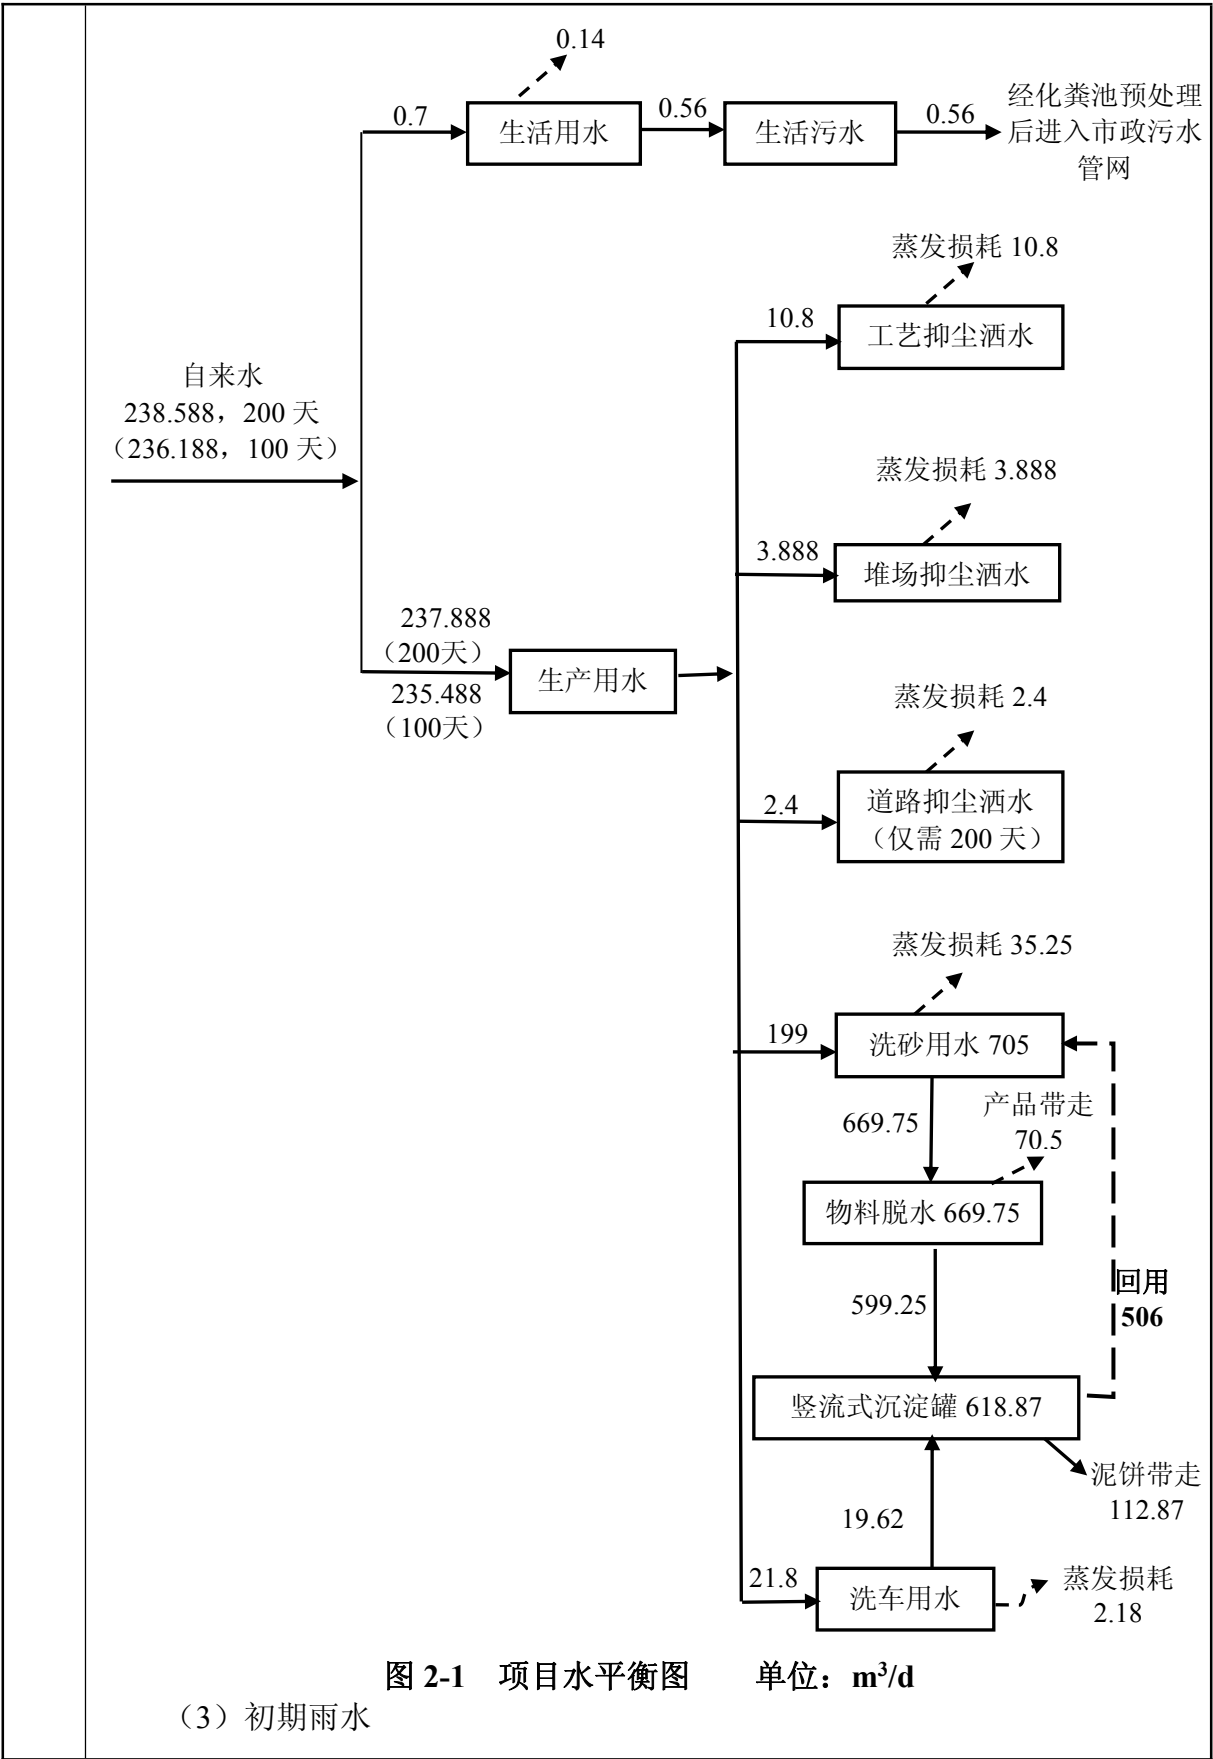 0.14
0.7
生活用水
0.56
生活污水
0.56
经化粪池预处理
后进入市政污水
管网
蒸发损耗 10.8
10.8
工艺抑尘洒水
自来水
238.588，200 天
（236.188，100 天）
蒸发损耗 3.888
3.888
堆场抑尘洒水
237.888
（200天）
生产用水
235.488
（100天）
蒸发损耗 2.4
2.4
道路抑尘洒水
（仅需 200 天）
蒸发损耗 35.25
199
洗砂用水 705
669.75
产品带走
70.5
物料脱水 669.75
599.25
回用
506
竖流式沉淀罐 618.87
泥饼带走
112.87
19.62
21.8
洗车用水
蒸发损耗
2.18
图 2-1 项目水平衡图 单位：m³/d
（3）初期雨水